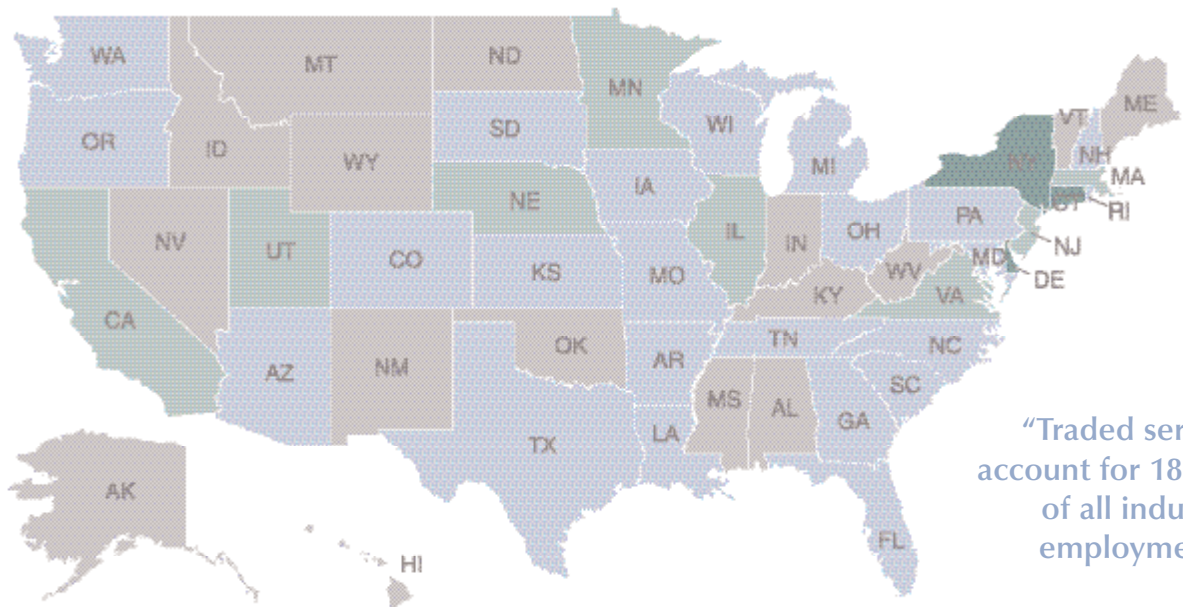 WA
MT
ND
MN
ME
VT
OR
ID
SD
WI
NH
WY
MI
MA
IA
NY
NE
RI
CT
PA
NV
UT
IL
IN
OH
NJ
CO
MD
KS
MO
WV
DE
KY
VA
CA
TN
OK
NC
AZ
NM
AR
SC
MS
AL
GA
LA
TX
“Traded ser
account for 18
AK
of all indu
FL
employme
HI